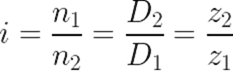 i = n₁/n₂ = D₂/D₁ = z₂/z₁